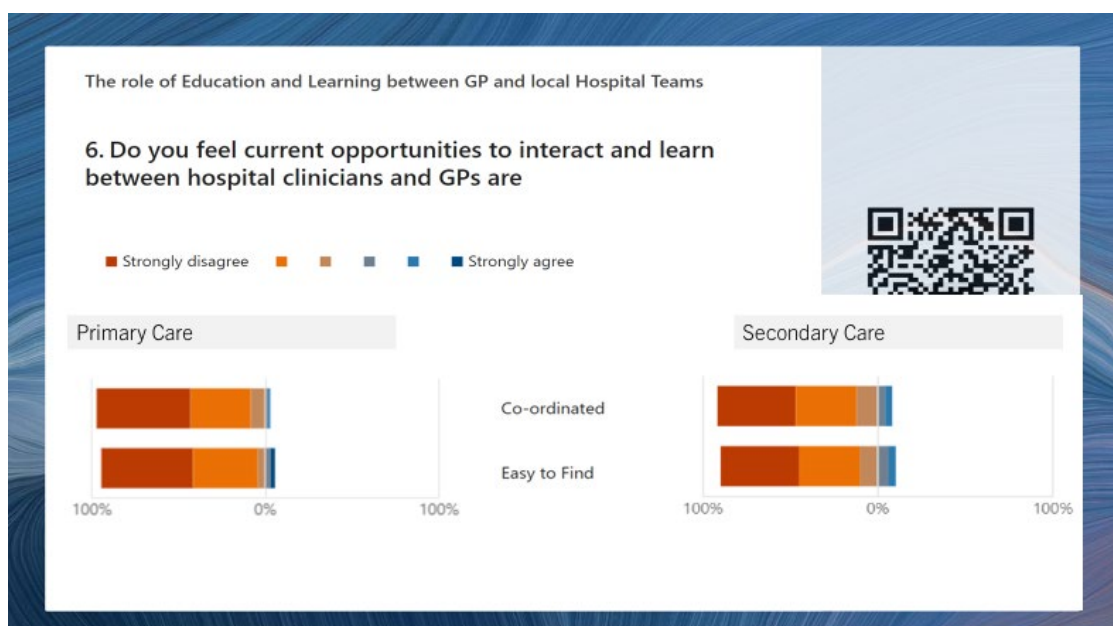 The role of Education and Learning between GP and local Hospital Teams
6. Do you feel current opportunities to interact and learn
between hospital clinicians and GPs are
Strongly disagree Strongly agree
Primary Care
Secondary Care
Co-ordinated
Easy to Find
100% 0% 100%
100% 0% 100%